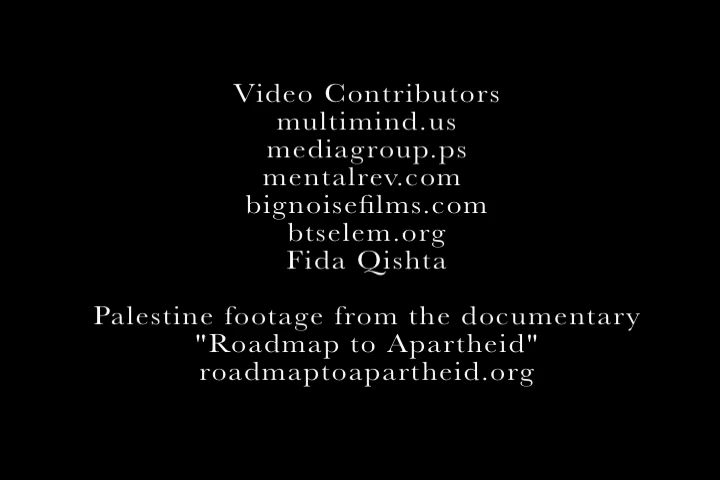 Video Contributors
multimind.us
mediagroup.ps
mentalrev.com
bignoisefilms.com
btselem.org
Fida Qishta
Palestine footage from the documentary
"Roadmap to Apartheid"
roadmaptoapartheid.org